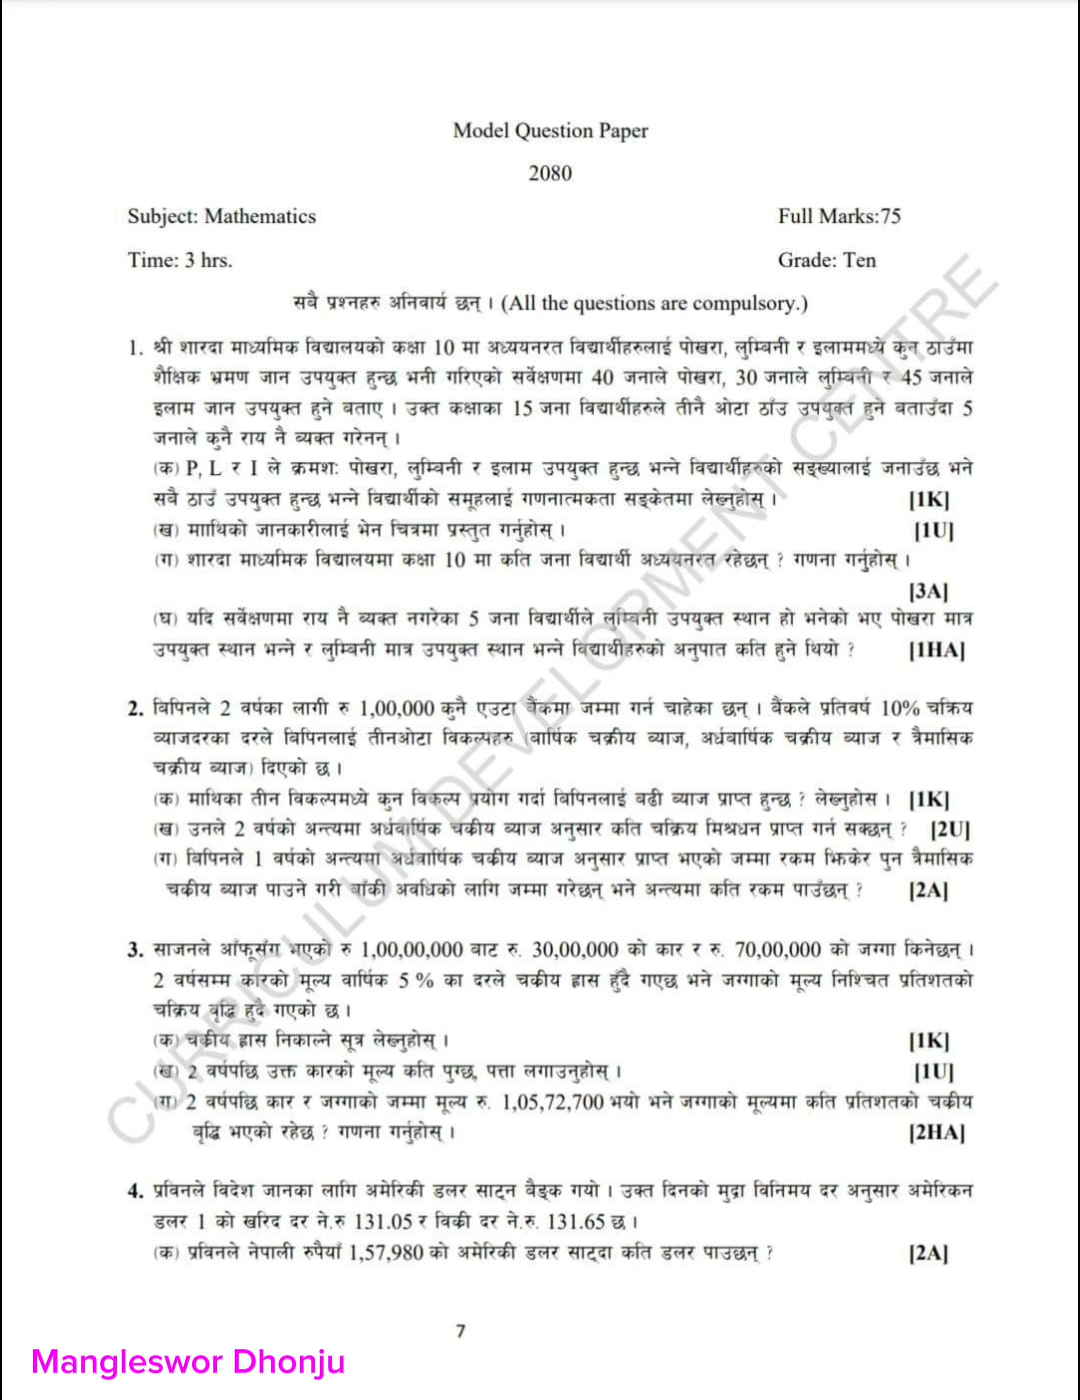 Model Question Paper
2080
Subject: Mathematics Full Marks:75
Time: 3 hrs. Grade: Ten
सबै प्रश्नहरु अनिवार्य छन् । (All the questions are compulsory.)
1. श्री शारदा माध्यमिक विद्यालयको कक्षा 10 मा अध्ययनरत विद्यार्थीहरुलाई पोखरा, लुम्बिनी र इलाममध्ये कुन ठाउँमा
शैक्षिक भ्रमण जान उपयुक्त हुन्छ भनी गरिएको सर्वेक्षणमा 40 जनाले पोखरा, 30 जनाले लुम्बिनी र 45 जनाले
इलाम जान उपयुक्त हुने बताए । उक्त कक्षाका 15 जना विद्यार्थीहरुले तीनै ओटा ठाँउ उपयुक्त हुने बताउँदा 5
जनाले कुनै राय नै व्यक्त गरेनन् ।
(क) P, L र I ले क्रमशः पोखरा, लुम्बिनी र इलाम उपयुक्त हुन्छ भन्ने विद्यार्थीहरुको सङ्ख्यालाई जनाउँछ भने
सबै ठाउँ उपयुक्त हुन्छ भन्ने विद्यार्थीको समूहलाई गणनात्मकता सङ्केतमा लेख्नुहोस् । [1K]
(ख) मााथिको जानकारीलाई भेन चित्रमा प्रस्तुत गर्नुहोस् । [1U]
(ग) शारदा माध्यमिक विद्यालयमा कक्षा 10 मा कति जना विद्यार्थी अध्ययनरत रहेछन् ? गणना गर्नुहोस् ।
[3A]
(घ) यदि सर्वेक्षणमा राय नै व्यक्त नगरेका 5 जना विद्यार्थीले लुम्बिनी उपयुक्त स्थान हो भनेको भए पोखरा मात्र
उपयुक्त स्थान भन्ने र लुम्बिनी मात्र उपयुक्त स्थान भन्ने विद्यार्थीहरुको अनुपात कति हुने थियो ? [1HA]
2. बिपिनले 2 वर्षका लागी रु 1,00,000 कुनै एउटा बैंकमा जम्मा गर्न चाहेका छन् । बैंकले प्रतिवर्ष 10% चक्रिय
व्याजदरका दरले बिपिनलाई तीनओटा विकल्पहरु (बार्षिक चक्रीय ब्याज, अर्धबार्षिक चक्रीय ब्याज र त्रैमासिक
चक्रीय ब्याज) दिएको छ ।
(क) माथिका तीन विकल्पमध्ये कुन विकल्प प्रयोग गर्दा बिपिनलाई बढी ब्याज प्राप्त हुन्छ ? लेख्नुहोस । [1K]
(ख) उनले 2 वर्षको अन्त्यमा अर्धबार्षिक चकीय ब्याज अनुसार कति चक्रिय मिश्रधन प्राप्त गर्न सक्छन् ? [2U]
(ग) बिपिनले 1 वर्षको अन्त्यमा अर्धवार्षिक चकीय ब्याज अनुसार प्राप्त भएको जम्मा रकम झिकेर पुन त्रैमासिक
चकीय ब्याज पाउने गरी बाँकी अवधिको लागि जम्मा गरेछन् भने अन्त्यमा कति रकम पाउँछन् ? [2A]
3. साजनले आँफूसँग भएको रु 1,00,00,000 बाट रु. 30,00,000 को कार र रु. 70,00,000 को जग्गा किनेछन् ।
2 वर्षसम्म कारको मूल्य वार्षिक 5 % का दरले चकीय ह्रास हुँदै गएछ भने जग्गाको मूल्य निश्चित प्रतिशतको
चक्रिय बृद्धि हुदै गएको छ ।
(क) चकीय ह्रास निकाल्ने सूत्र लेख्नुहोस् । [1K]
(ख) 2 वर्षपछि उक्त कारको मूल्य कति पुग्छ, पत्ता लगाउनुहोस् । [1U]
(ग) 2 वर्षपछि कार र जग्गाको जम्मा मूल्य रु. 1,05,72,700 भयो भने जग्गाको मूल्यमा कति प्रतिशतको चकीय
बृद्धि भएको रहेछ ? गणना गर्नुहोस् । [2HA]
4. प्रविनले विदेश जानका लागि अमेरिकी डलर साट्न बैङ्क गयो । उक्त दिनको मुद्रा विनिमय दर अनुसार अमेरिकन
डलर 1 को खरिद दर ने.रु 131.05 र विकी दर ने.रु. 131.65 छ ।
(क) प्रविनले नेपाली रुपैयाँ 1,57,980 को अमेरिकी डलर साट्दा कति डलर पाउछन् ? [2A]
7
Mangleswor Dhonju
CURRICULUM DEVELOPMENT CENTRE